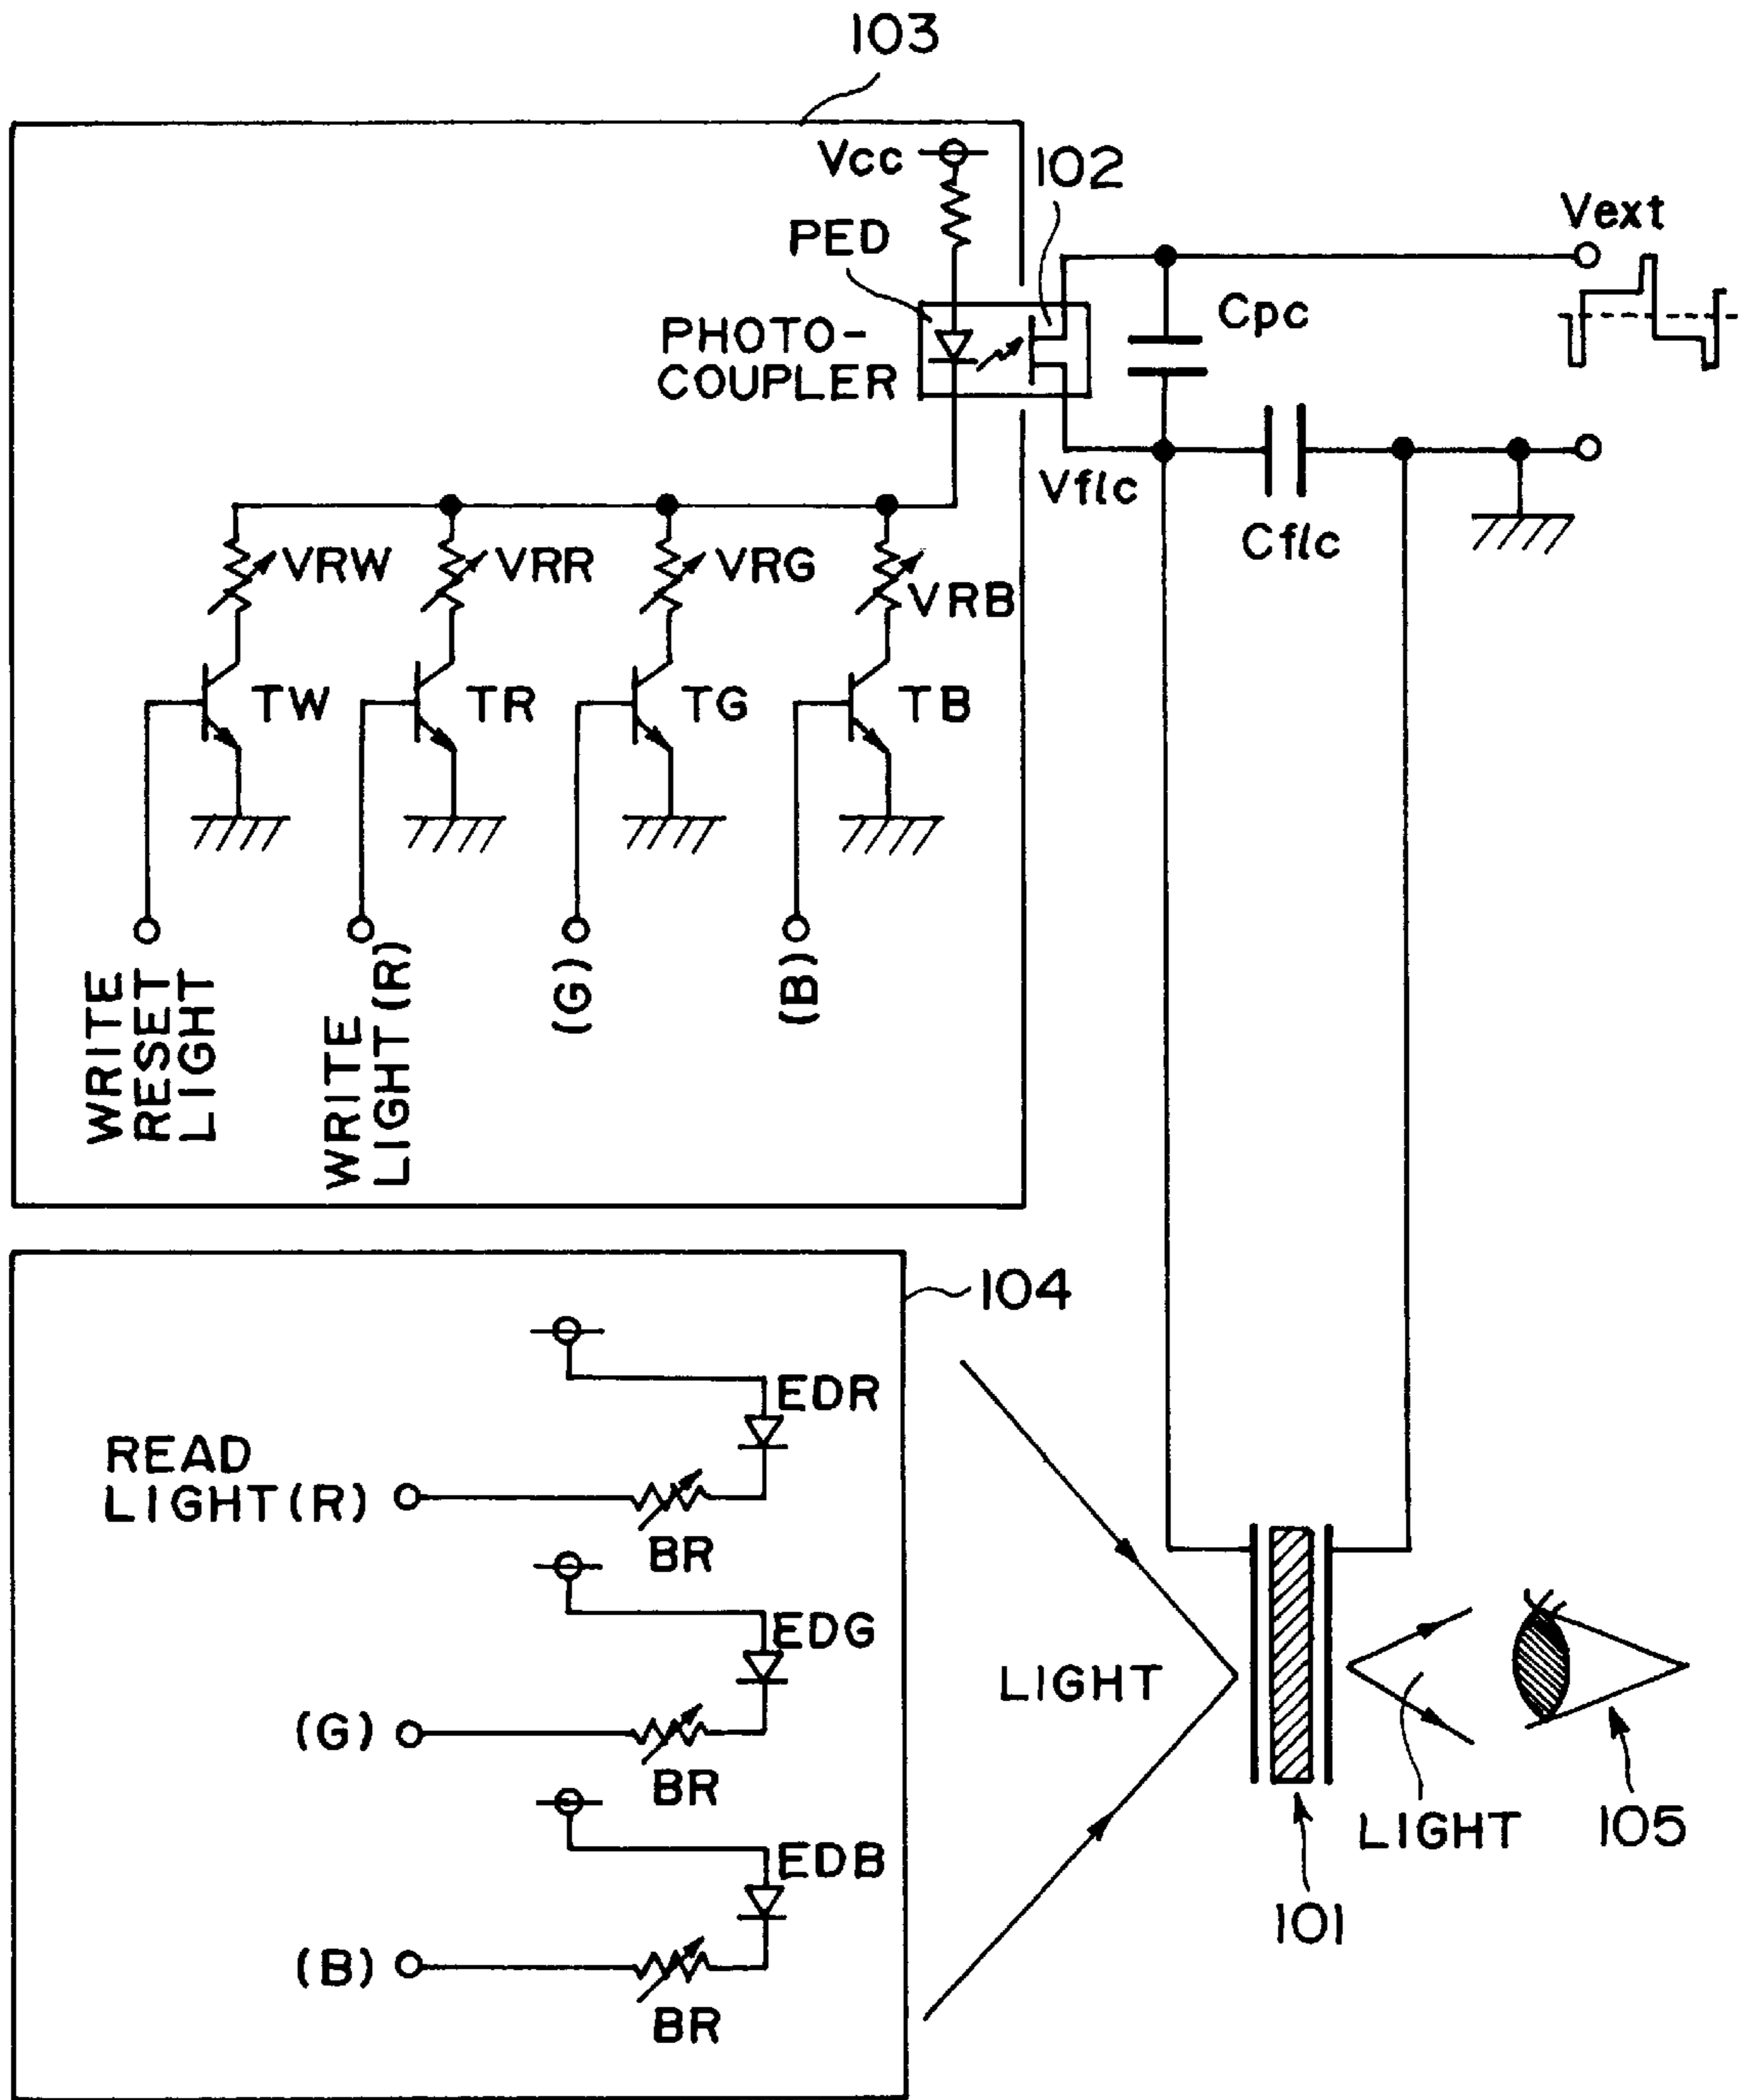 103
Vcc
102
Vext
PED
PHOTO-
COUPLER
Cpc
Vflc
Cflc
VRW
VRR
VRG
VRB
TW
TR
TG
TB
WRITE
RESET
LIGHT
WRITE
LIGHT(R)
(G)
(B)
104
EDR
READ
LIGHT(R)
BR
EDG
(G)
BR
LIGHT
EDB
(B)
BR
101
LIGHT
105